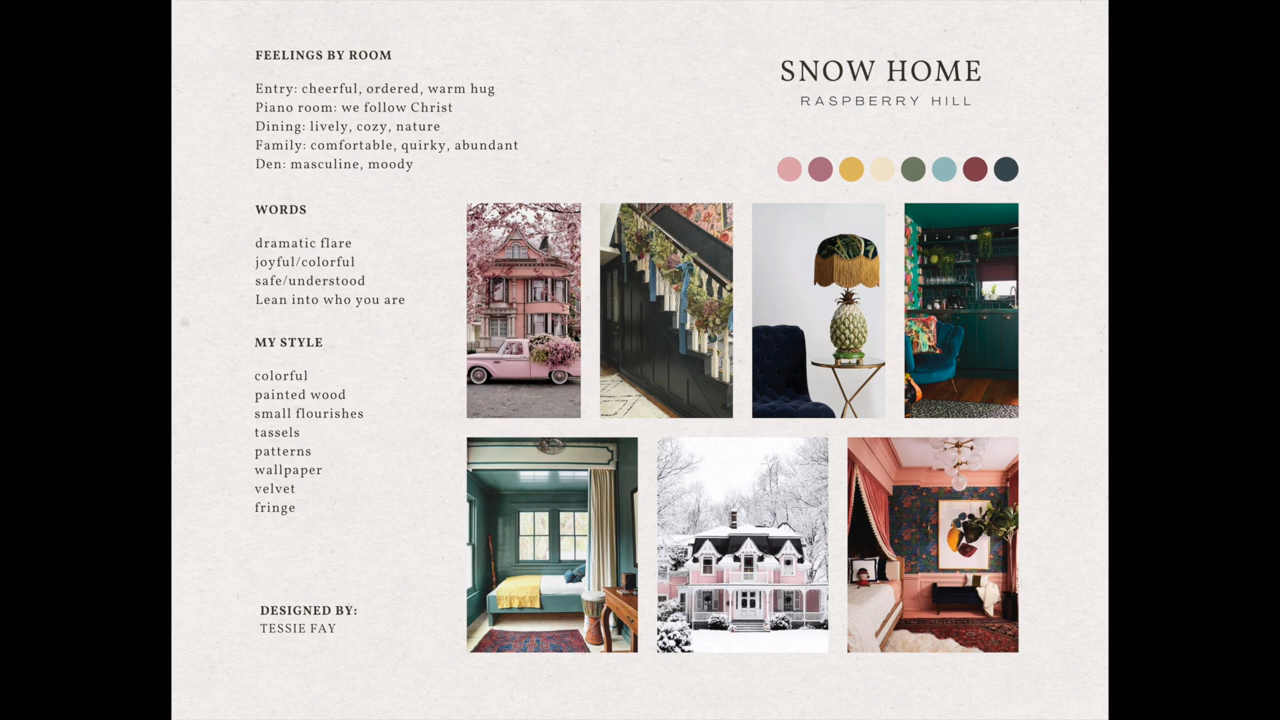 FEELINGS BY ROOM
Entry: cheerful, ordered, warm hug
Piano room: we follow Christ
Dining: lively, cozy, nature
Family: comfortable, quirky, abundant
Den: masculine, moody
SNOW HOME
RASPBERRY HILL
WORDS
dramatic flare
joyful/colorful
safe/understood
Lean into who you are
MY STYLE
colorful
painted wood
small flourishes
tassels
patterns
wallpaper
velvet
fringe
DESIGNED BY:
TESSIE FAY